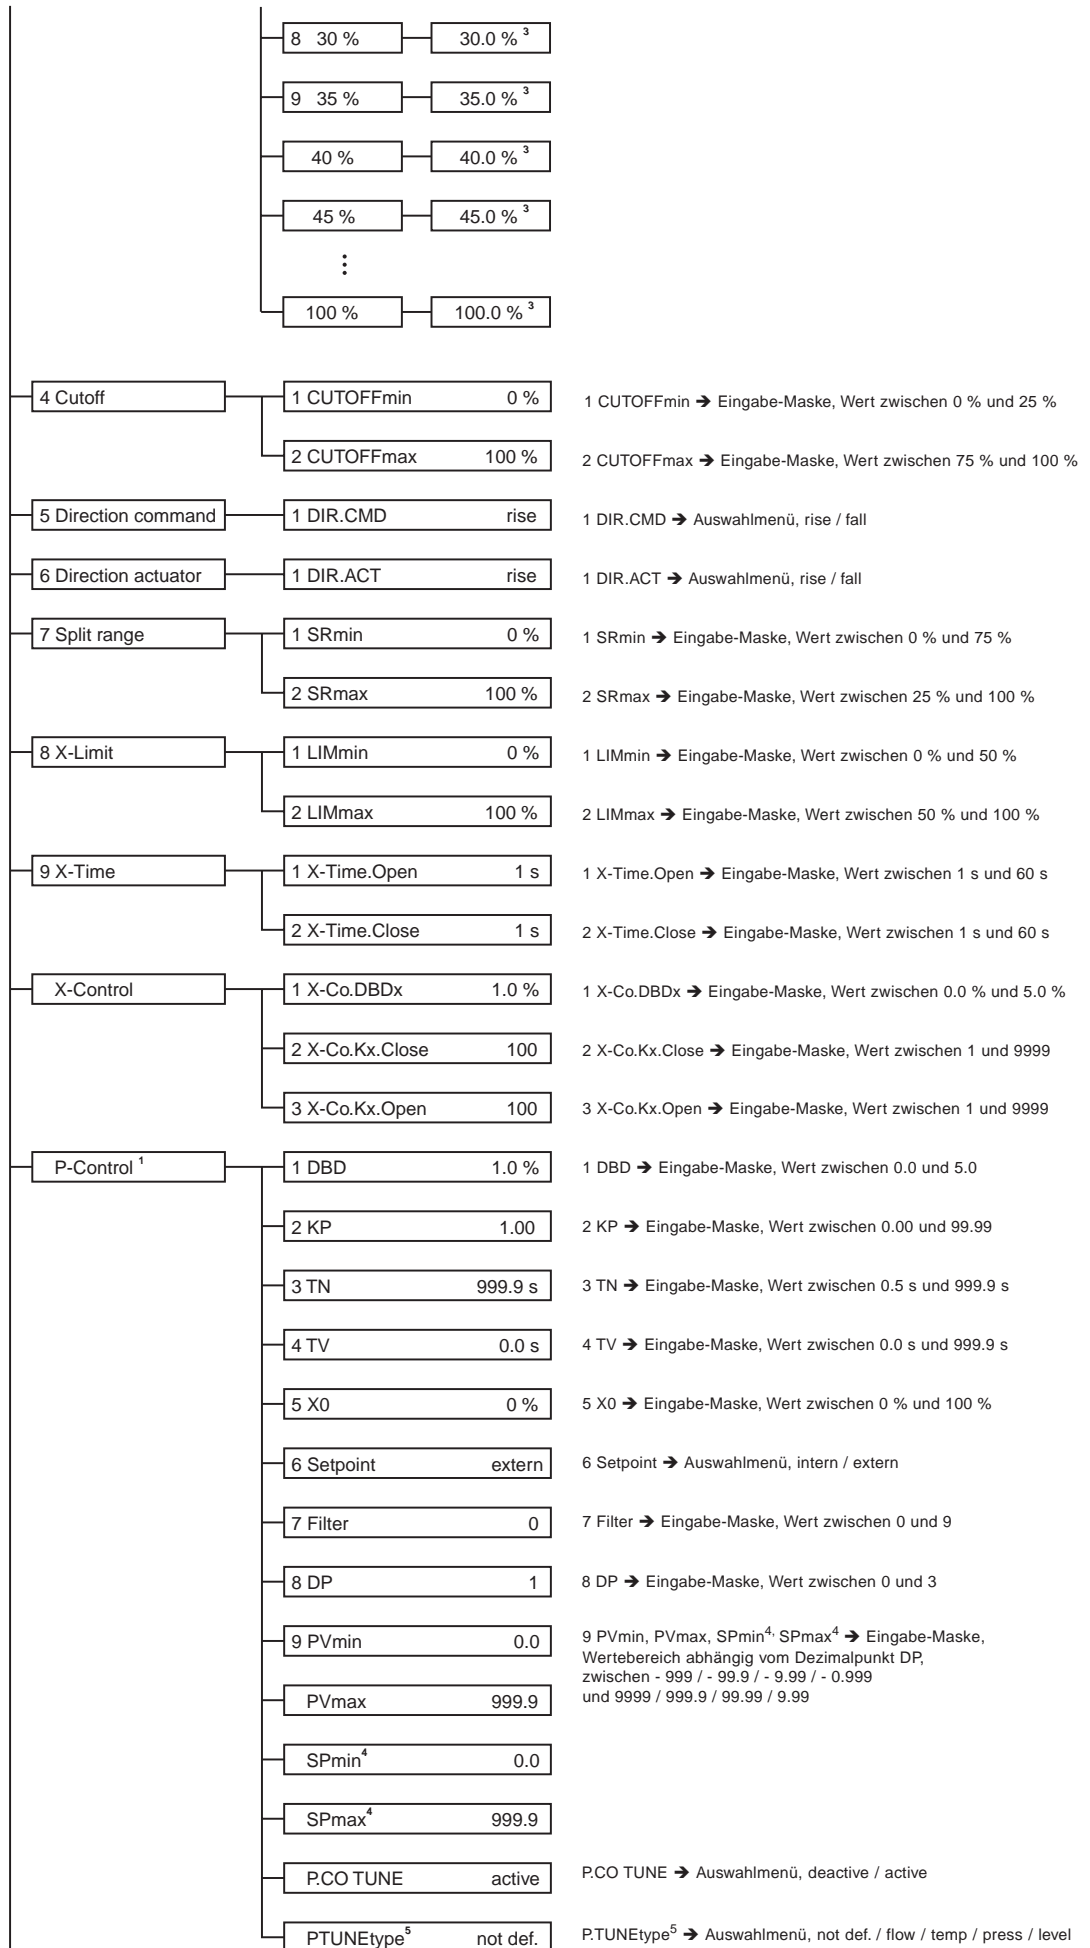 8 30 % 30.0 % 3
9 35 % 35.0 % 3
40 % 40.0 % 3
45 % 45.0 % 3
⋮
100 % 100.0 % 3
4 Cutoff 1 CUTOFFmin 0 % 1 CUTOFFmin ➔ Eingabe-Maske, Wert zwischen 0 % und 25 %
2 CUTOFFmax 100 % 2 CUTOFFmax ➔ Eingabe-Maske, Wert zwischen 75 % und 100 %
5 Direction command 1 DIR.CMD rise 1 DIR.CMD ➔ Auswahlmenü, rise / fall
6 Direction actuator 1 DIR.ACT rise 1 DIR.ACT ➔ Auswahlmenü, rise / fall
7 Split range 1 SRmin 0 % 1 SRmin ➔ Eingabe-Maske, Wert zwischen 0 % und 75 %
2 SRmax 100 % 2 SRmax ➔ Eingabe-Maske, Wert zwischen 25 % und 100 %
8 X-Limit 1 LIMmin 0 % 1 LIMmin ➔ Eingabe-Maske, Wert zwischen 0 % und 50 %
2 LIMmax 100 % 2 LIMmax ➔ Eingabe-Maske, Wert zwischen 50 % und 100 %
9 X-Time 1 X-Time.Open 1 s 1 X-Time.Open ➔ Eingabe-Maske, Wert zwischen 1 s und 60 s
2 X-Time.Close 1 s 2 X-Time.Close ➔ Eingabe-Maske, Wert zwischen 1 s und 60 s
X-Control 1 X-Co.DBDx 1.0 % 1 X-Co.DBDx ➔ Eingabe-Maske, Wert zwischen 0.0 % und 5.0 %
2 X-Co.Kx.Close 100 2 X-Co.Kx.Close ➔ Eingabe-Maske, Wert zwischen 1 und 9999
3 X-Co.Kx.Open 100 3 X-Co.Kx.Open ➔ Eingabe-Maske, Wert zwischen 1 und 9999
P-Control 1 1 DBD 1.0 % 1 DBD ➔ Eingabe-Maske, Wert zwischen 0.0 und 5.0
2 KP 1.00 2 KP ➔ Eingabe-Maske, Wert zwischen 0.00 und 99.99
3 TN 999.9 s 3 TN ➔ Eingabe-Maske, Wert zwischen 0.5 s und 999.9 s
4 TV 0.0 s 4 TV ➔ Eingabe-Maske, Wert zwischen 0.0 s und 999.9 s
5 X0 0 % 5 X0 ➔ Eingabe-Maske, Wert zwischen 0 % und 100 %
6 Setpoint extern 6 Setpoint ➔ Auswahlmenü, intern / extern
7 Filter 0 7 Filter ➔ Eingabe-Maske, Wert zwischen 0 und 9
8 DP 1 8 DP ➔ Eingabe-Maske, Wert zwischen 0 und 3
9 PVmin 0.0 9 PVmin, PVmax, SPmin4, SPmax4 ➔ Eingabe-Maske,
Wertebereich abhängig vom Dezimalpunkt DP,
zwischen - 999 / - 99.9 / - 9.99 / - 0.999
PVmax 999.9 und 9999 / 999.9 / 99.99 / 9.99
SPmin4 0.0
SPmax4 999.9
P.CO TUNE active P.CO TUNE ➔ Auswahlmenü, deactive / active
PTUNEtype5 not def. P.TUNEtype5 ➔ Auswahlmenü, not def. / flow / temp / press / level